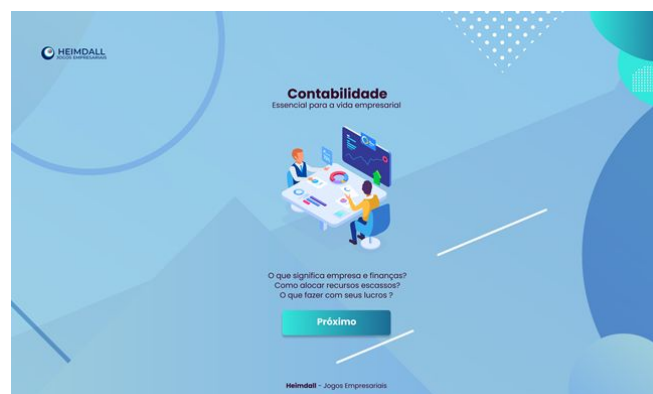 HEIMDALL
JOGOS EMPRESARIAIS
Contabilidade
Essencial para a vida empresarial
O que significa empresa e finanças?
Como alocar recursos escassos?
O que fazer com seus lucros ?
Próximo
Heimdall - Jogos Empresariais